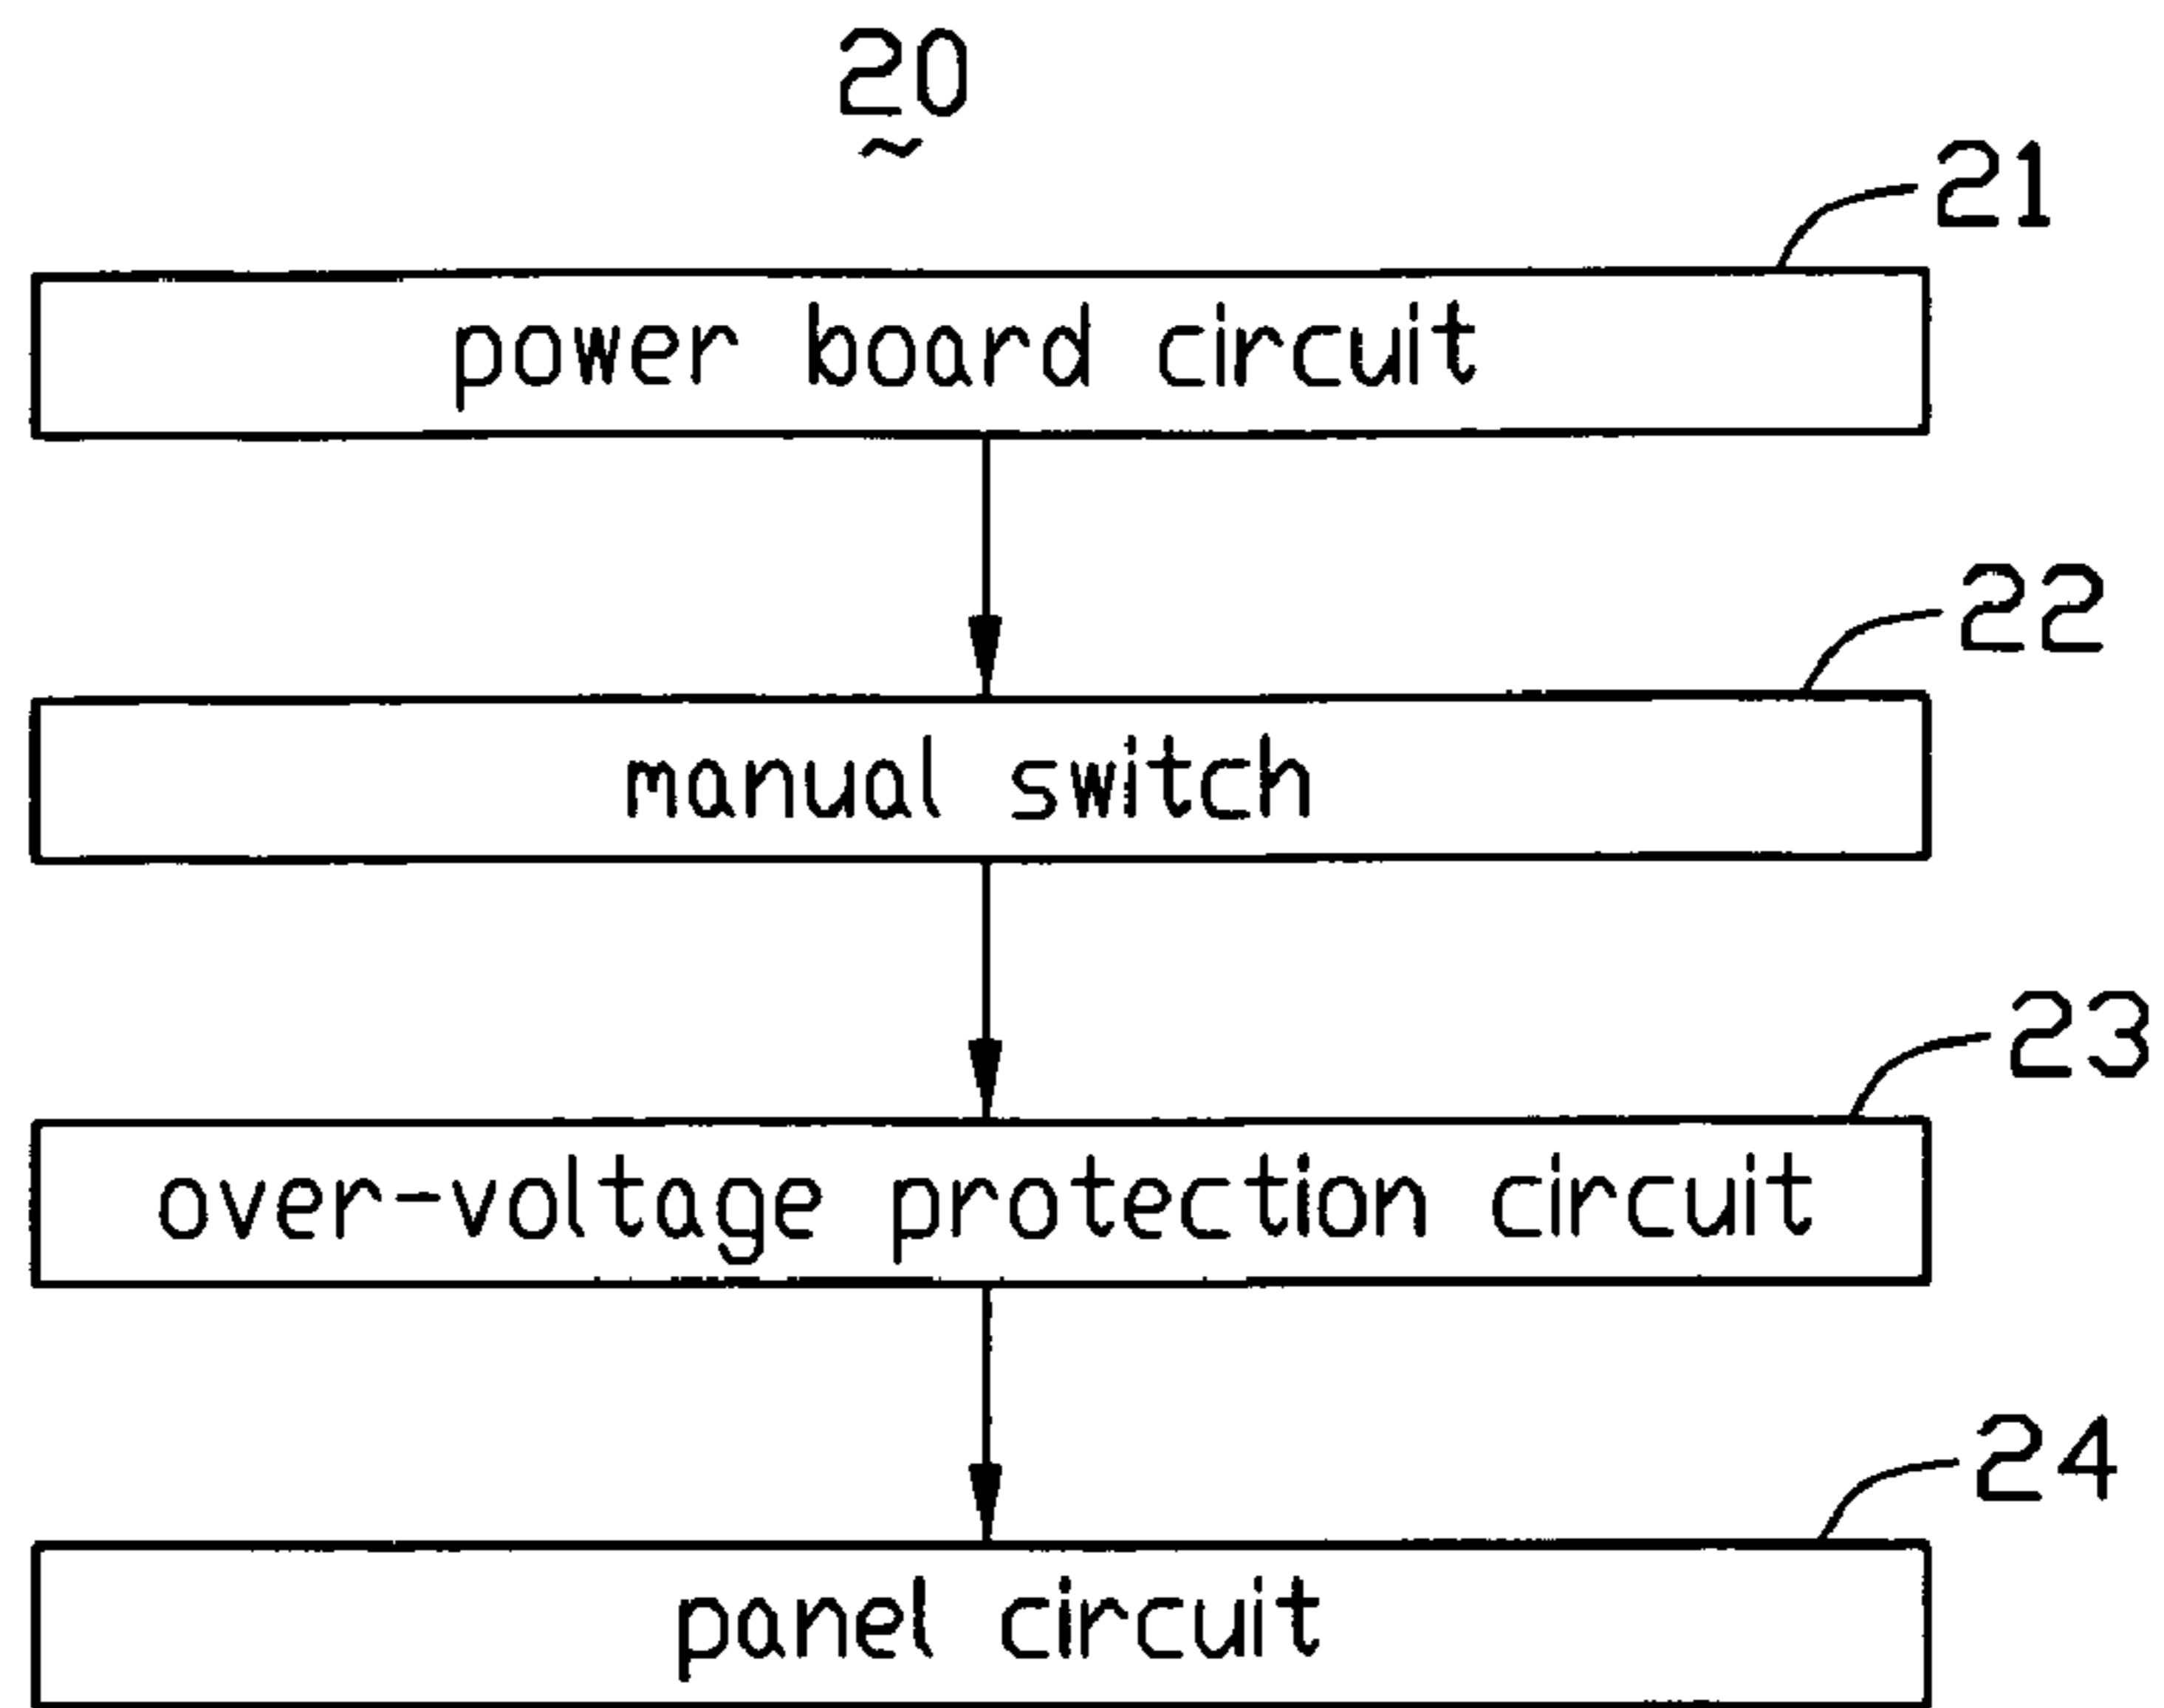 20
~
21
power board circuit
22
manual switch
23
over-voltage protection circuit
24
panel circuit